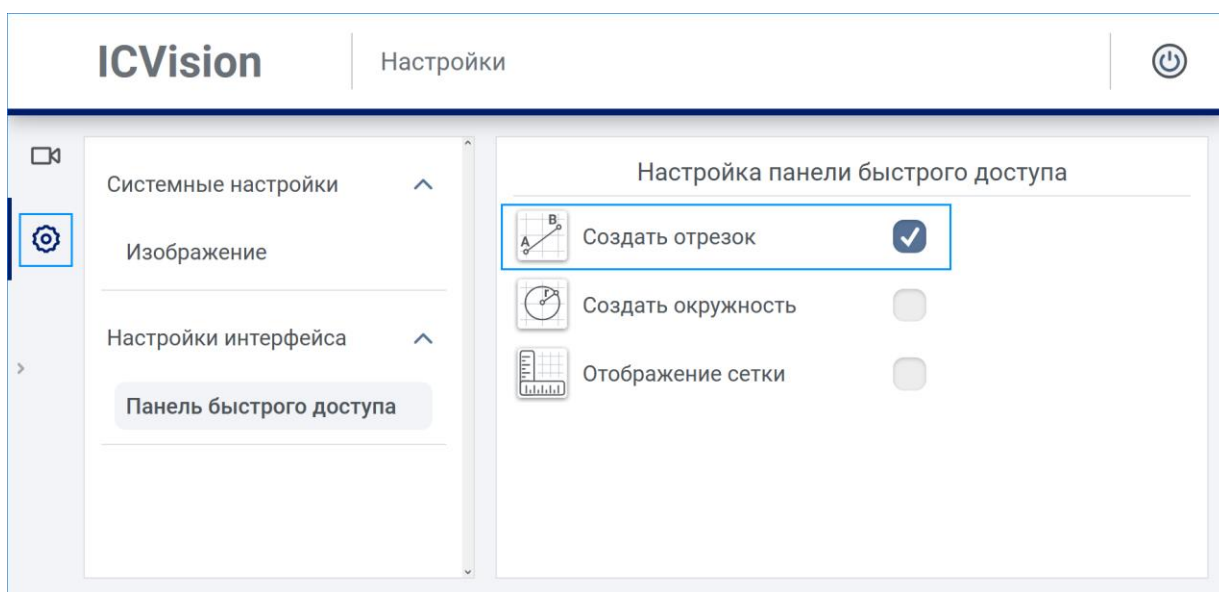 ICVision
Настройки
Системные настройки
Изображение
Настройки интерфейса
Панель быстрого доступа
Настройка панели быстрого доступа
A B
Создать отрезок
r
Создать окружность
Отображение сетки